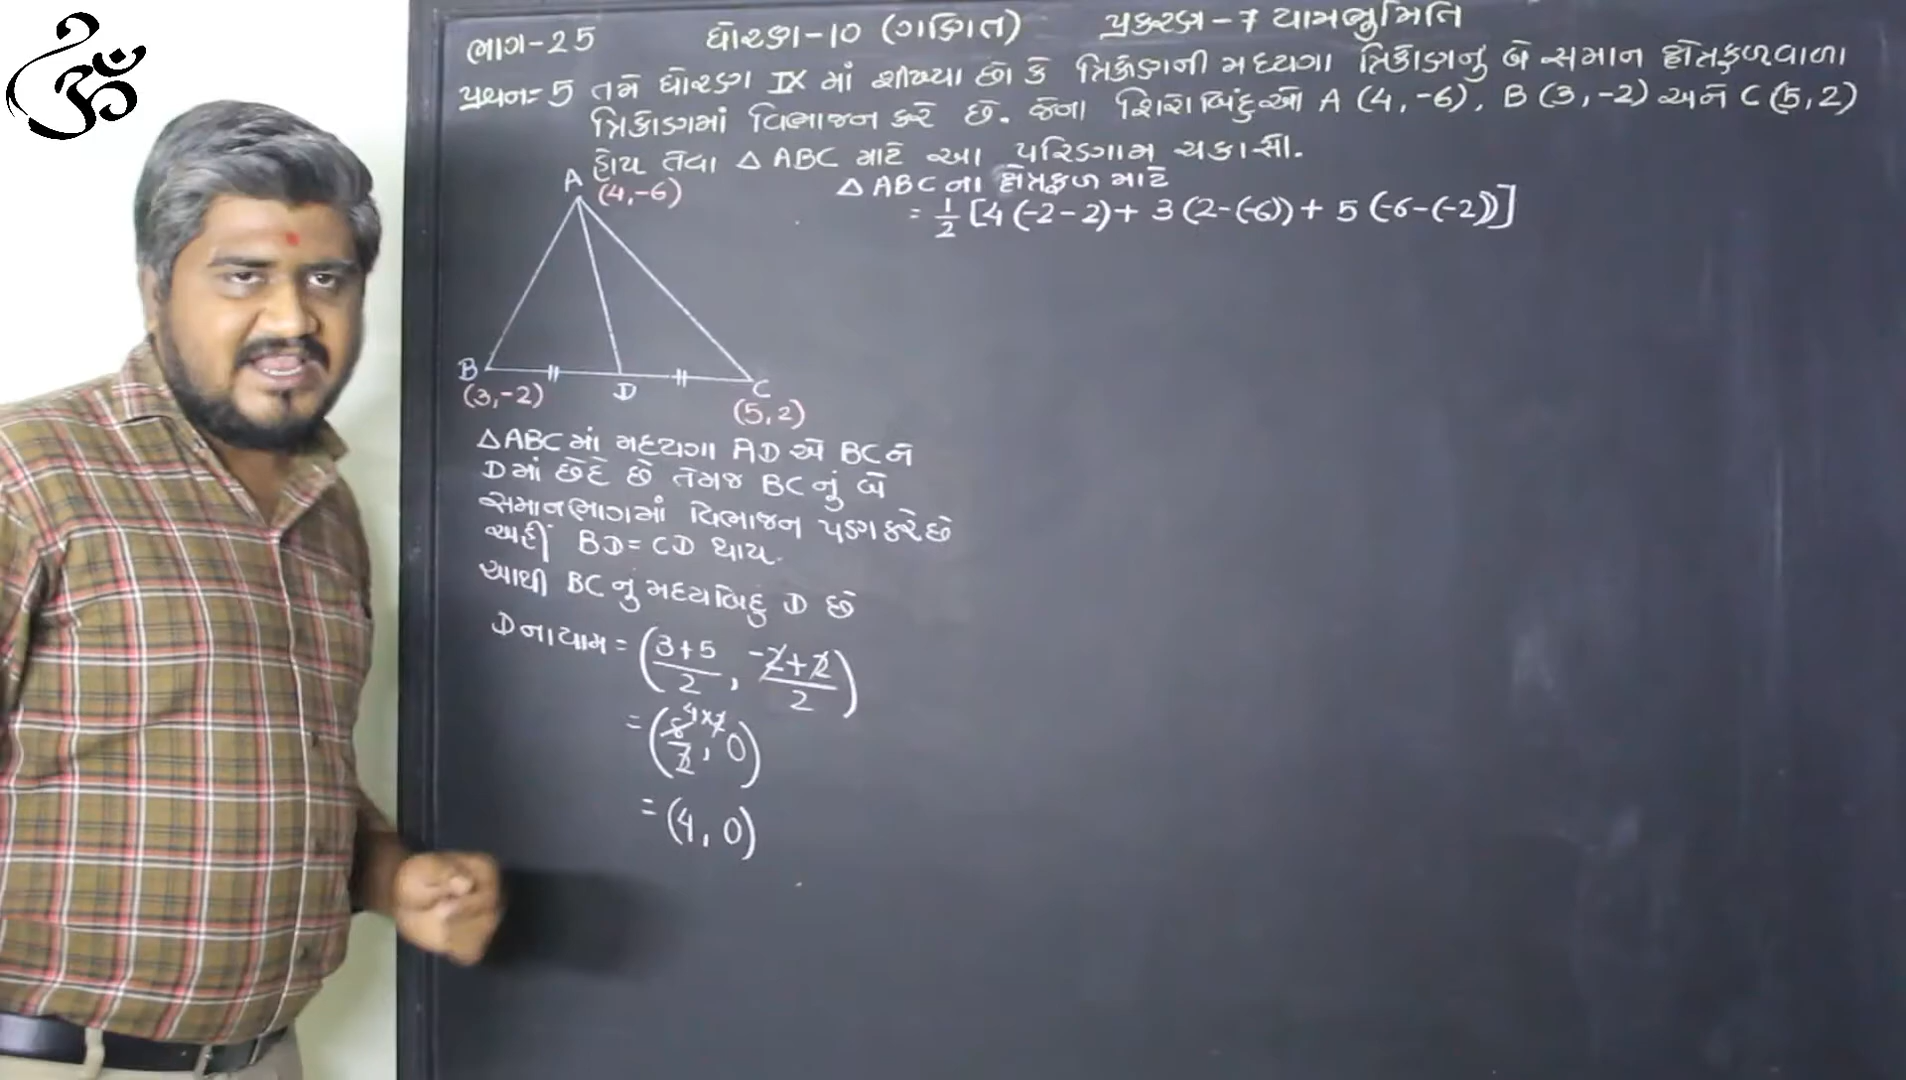 ૐ
ભાગ-25 ધોરણ-10 (ગણિત) પ્રકરણ-7 યામભૂમિતિ
પ્રશ્ન:5 તમે ધોરણ IX માં શીખ્યા છો કે ત્રિકોણની મધ્યગા ત્રિકોણનું બે સમાન ક્ષેત્રફળવાળા
ત્રિકોણમાં વિભાજન કરે છે. જેના શિરોબિંદુઓ A (4,-6), B (3,-2) અને C (5,2)
હોય તેવા △ ABC માટે આ પરિણામ ચકાસો.
A
(4,-6)
B
(3,-2)
D
C
(5,2)
△ABC માં મધ્યગા AD એ BC ને
D માં છેદે છે તેમજ BC નું બે
સમાનભાગમાં વિભાજન પણ કરે છે
અહીં BD=CD થાય.
આથી BC નું મધ્યબિંદુ D છે
D ના યામ = (3+5/2, -2+2/2)
= (8 4×2/2, 0)
= (4, 0)
△ ABC ના ક્ષેત્રફળ માટે
= 1/2 [4 (-2-2)+ 3 (2-(-6))+ 5 (-6-(-2))]